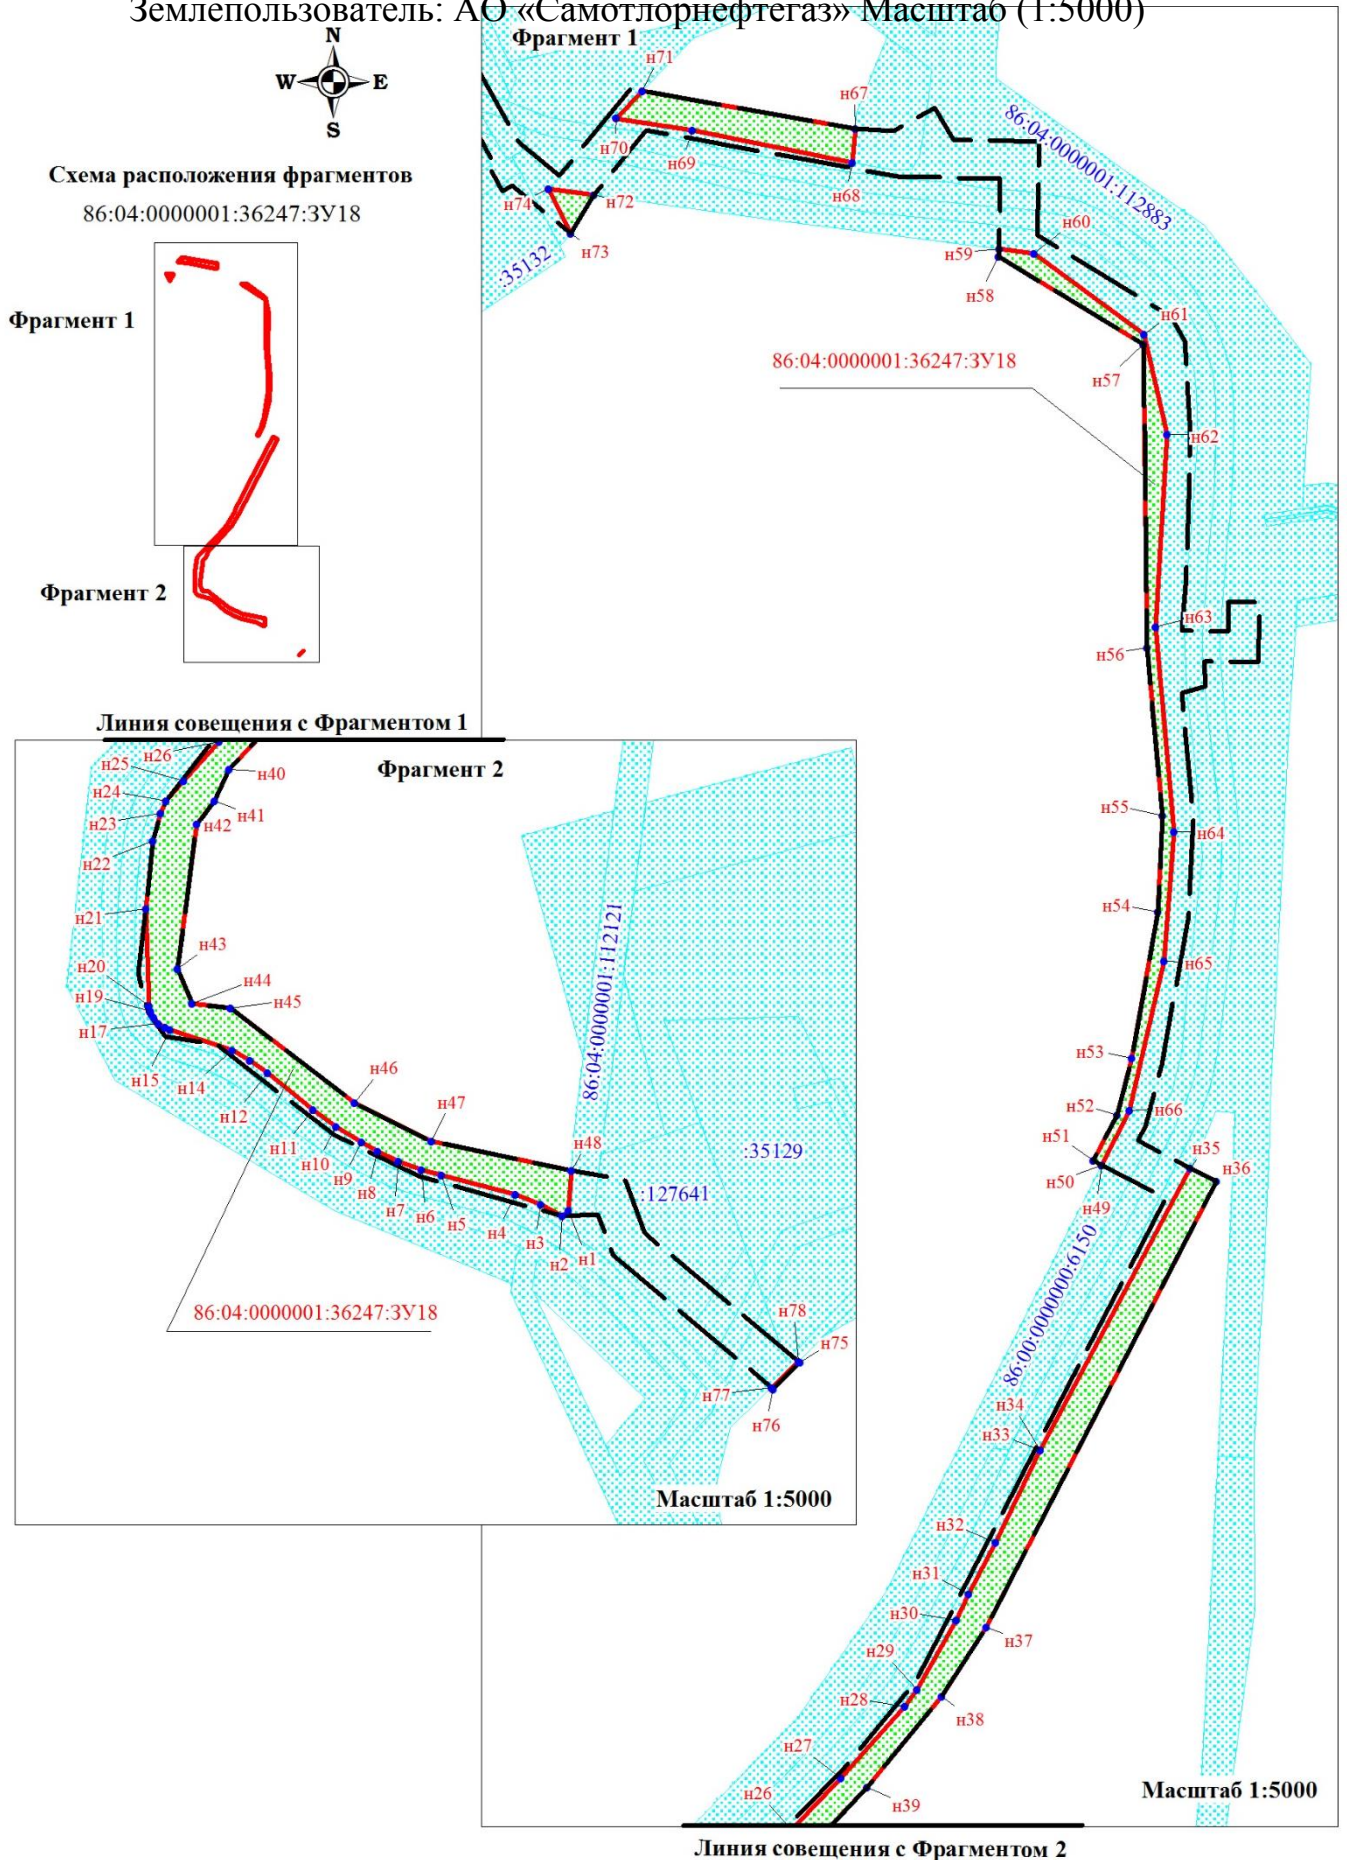 Землепользователь: АО «Самотлорнефтегаз» Масштаб (1:5000)
N
W E
S
Схема расположения фрагментов
86:04:0000001:36247:ЗУ18
Фрагмент 1
Фрагмент 2
Фрагмент 1
н71
н67
н70
н69
н68
н74
н72
н73
:35132
86:04:0000001:112883
н60
н59
н58
н61
86:04:0000001:36247:ЗУ18
н57
н62
н63
н56
н55
н64
н54
н65
н53
н52
н66
н51
н50
н49
н35
н36
86:00:0000000:6150
н34
н33
н32
н31
н30
н37
н29
н28
н38
н27
н26
н39
Масштаб 1:5000
Линия совещения с Фрагментом 2
Линия совещения с Фрагментом 1
Фрагмент 2
н26
н25
н40
н24
н23
н41
н42
н22
н21
н43
н20
н44
н19
н45
н17
н15
н14
н12
н46
н11
н10
н47
н9
н8
н7
н6
н5
н4
н3
н2
н1
н48
86:04:0000001:112121
:35129
:127641
86:04:0000001:36247:ЗУ18
н78
н75
н77
н76
Масштаб 1:5000